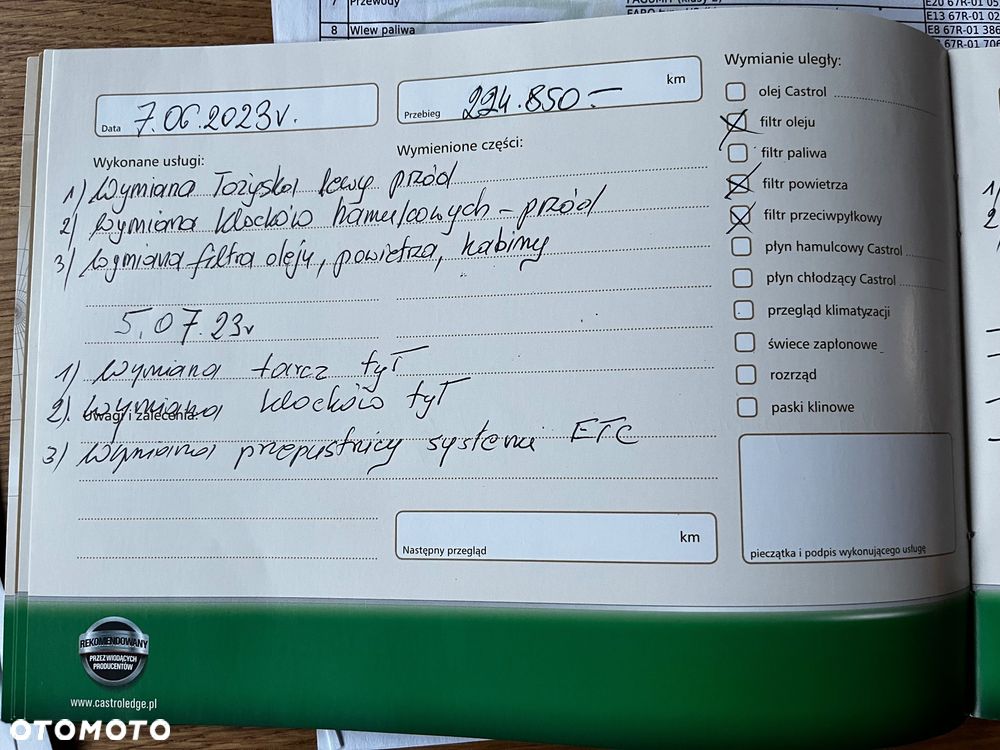 7 Przewody
8 Wlew paliwa
E20 67R-01 05
E13 67R-01 02
E8 67R-01 386
67R-01 706
Data 7.06.2023r.
Przebieg 224.850.- km
Wymianie uległy:
olej Castrol
filtr oleju
filtr paliwa
filtr powietrza
filtr przeciwpyłkowy
płyn hamulcowy Castrol
płyn chłodzący Castrol
przegląd klimatyzacji
świece zapłonowe
rozrząd
paski klinowe
Wykonane usługi:
Wymienione części:
1) Wymiana Łożyska lewy przód
2) Wymiana klocków hamulcowych - przód
3) Wymiana filtra oleju, powietrza, kabiny
5.07.23r
1) Wymiana tarcz tył
2). Wymiana klocków tył
Uwagi i zalecenia:
3) Wymiana przepustnicy systemu ETC
Następny przegląd km
pieczątka i podpis wykonującego usługę
REKOMENDOWANY
PRZEZ WIODĄCYCH
PRODUCENTÓW
www.castroledge.pl
OTOMOTO